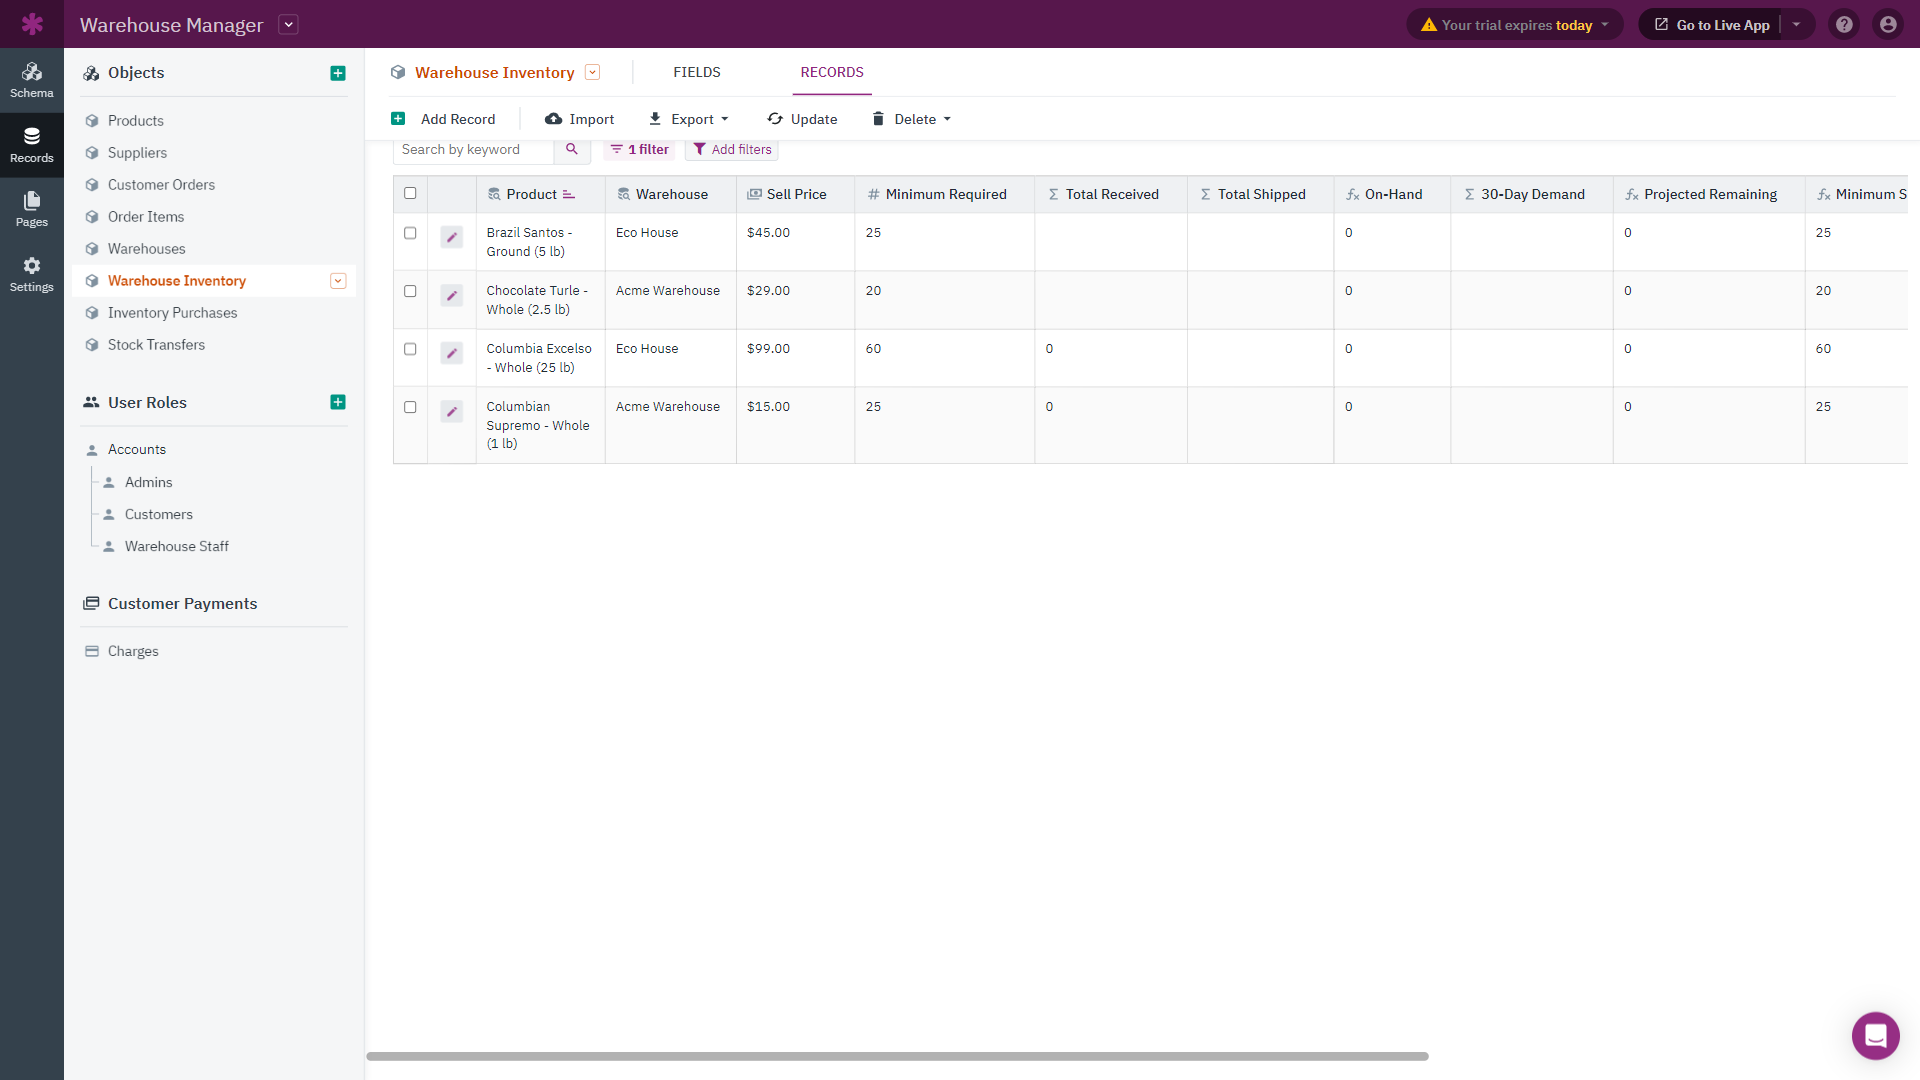 Warehouse Manager
Your trial expires today
Go to Live App
Schema
Records
Pages
Settings
Objects
Products
Suppliers
Customer Orders
Order Items
Warehouses
Warehouse Inventory
Inventory Purchases
Stock Transfers
User Roles
Accounts
Admins
Customers
Warehouse Staff
Customer Payments
Charges
Warehouse Inventory
FIELDS
RECORDS
Add Record
Import
Export
Update
Delete
Search by keyword
1 filter
Add filters
Product Warehouse Sell Price Minimum Required Total Received Total Shipped On-Hand 30-Day Demand Projected Remaining Minimum S
Brazil Santos - Eco House $45.00 25 0 0 25
Ground (5 lb)
Chocolate Turle - Acme Warehouse $29.00 20 0 0 20
Whole (2.5 lb)
Columbia Excelso Eco House $99.00 60 0 0 0 60
- Whole (25 lb)
Columbian Acme Warehouse $15.00 25 0 0 0 25
Supremo - Whole
(1 lb)